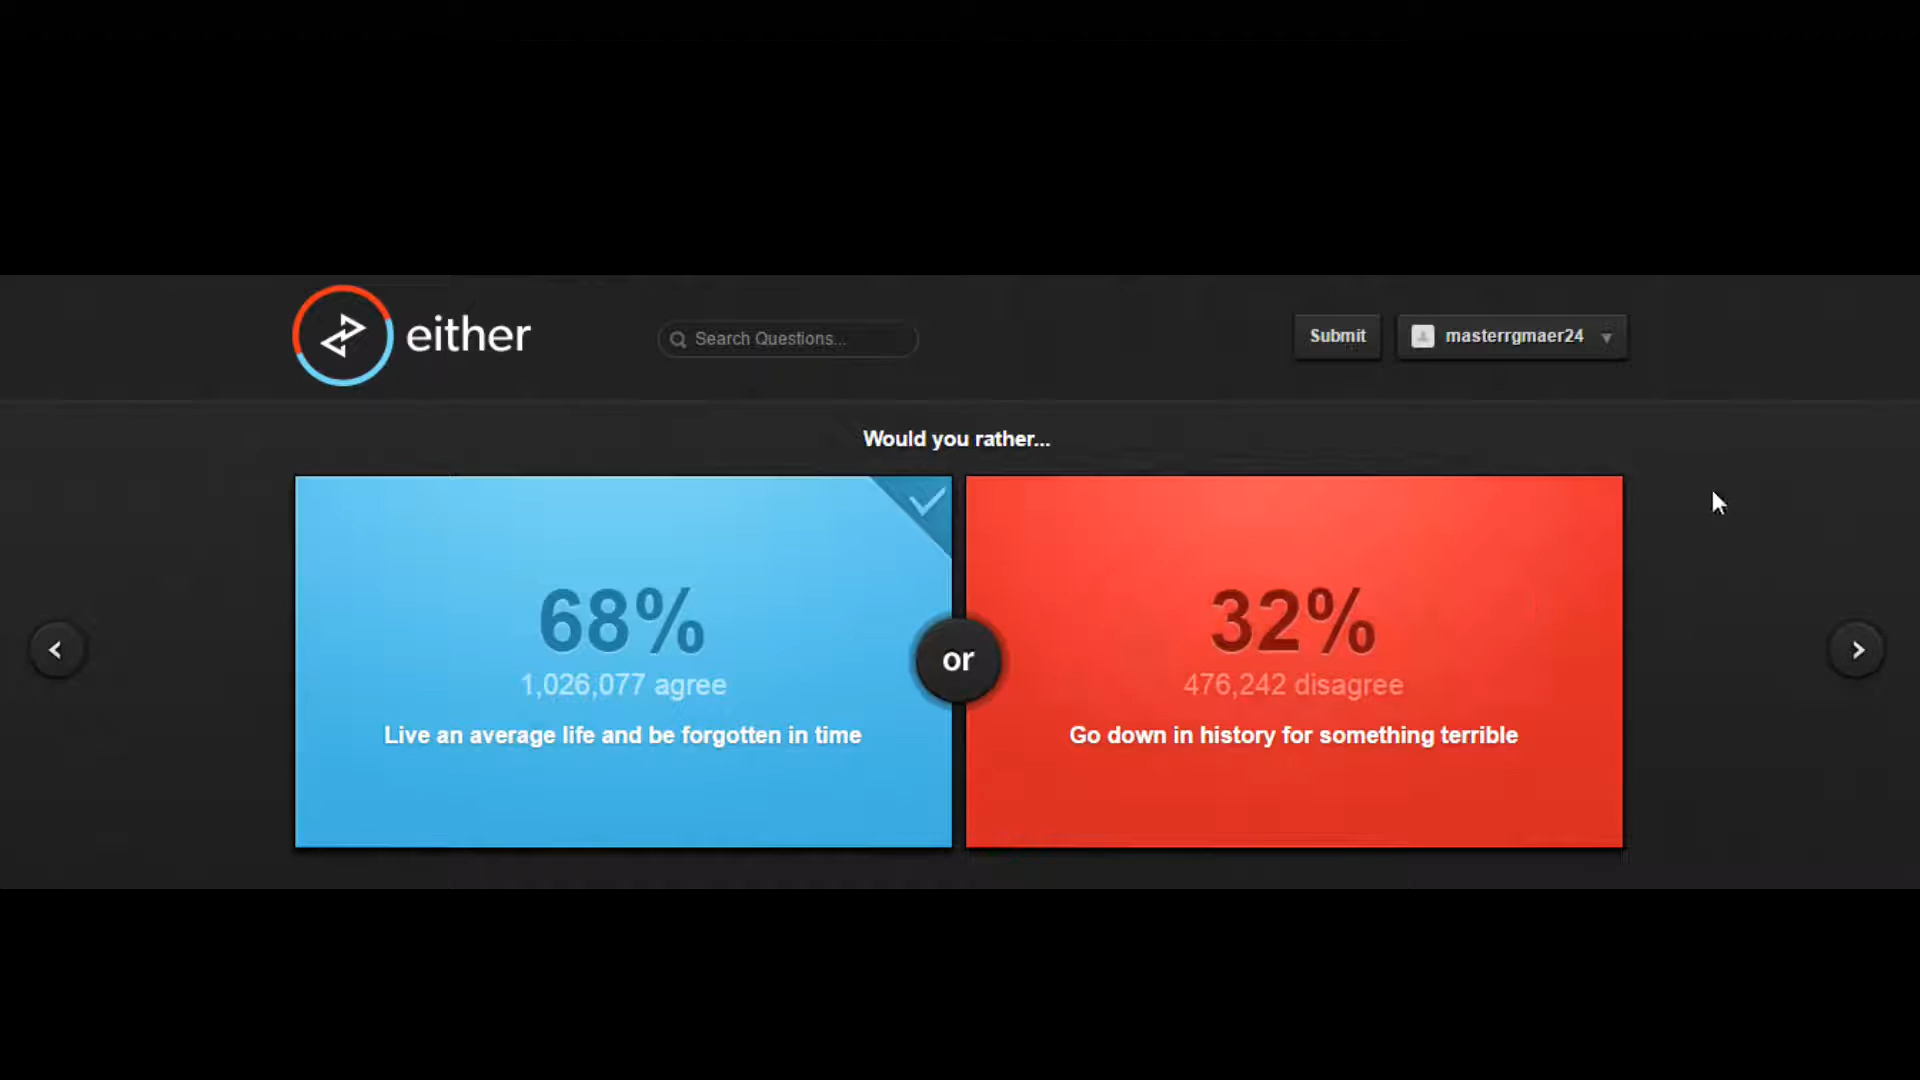 either
Search Questions...
Submit
masterrgmaer24
Would you rather...
68%
1,026,077 agree
Live an average life and be forgotten in time
or
32%
476,242 disagree
Go down in history for something terrible